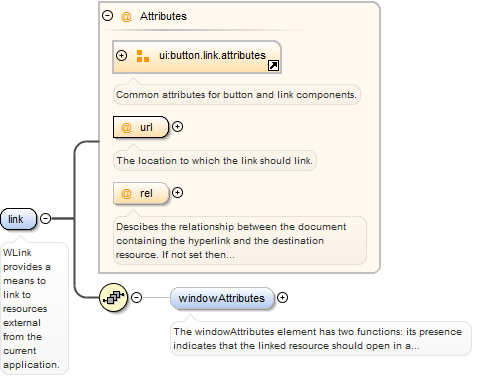 @ Attributes
ui:button.link.attributes
Common attributes for button and link components.
@ url
The location to which the link should link.
@ rel
Descibes the relationship between the document
containing the hyperlink and the destination
resource. If not set then...
link
WLink
provides a
means to
link to
resources
external
from the
current
application.
windowAttributes
The windowAttributes element has two functions: its presence
indicates that the linked resource should open in a...